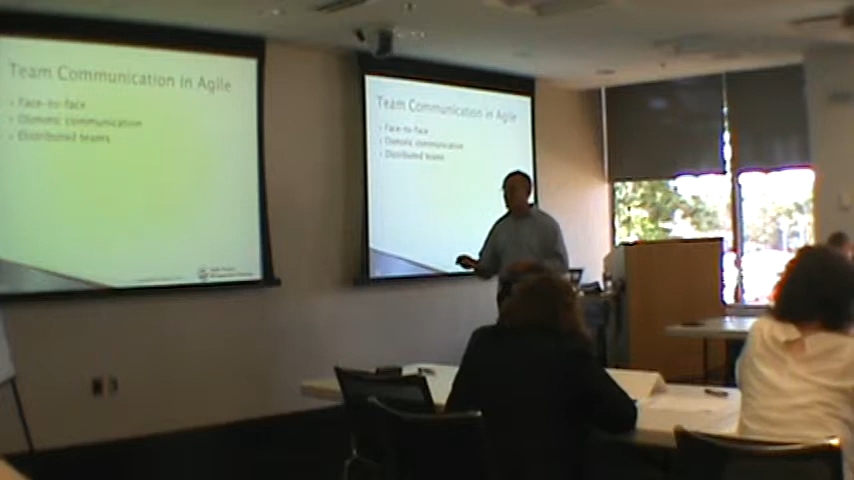 Team Communication in Agile
Face-to-face
Osmotic communication
Distributed teams
Team Communication in Agile
Face-to-face
Osmotic communication
Distributed teams